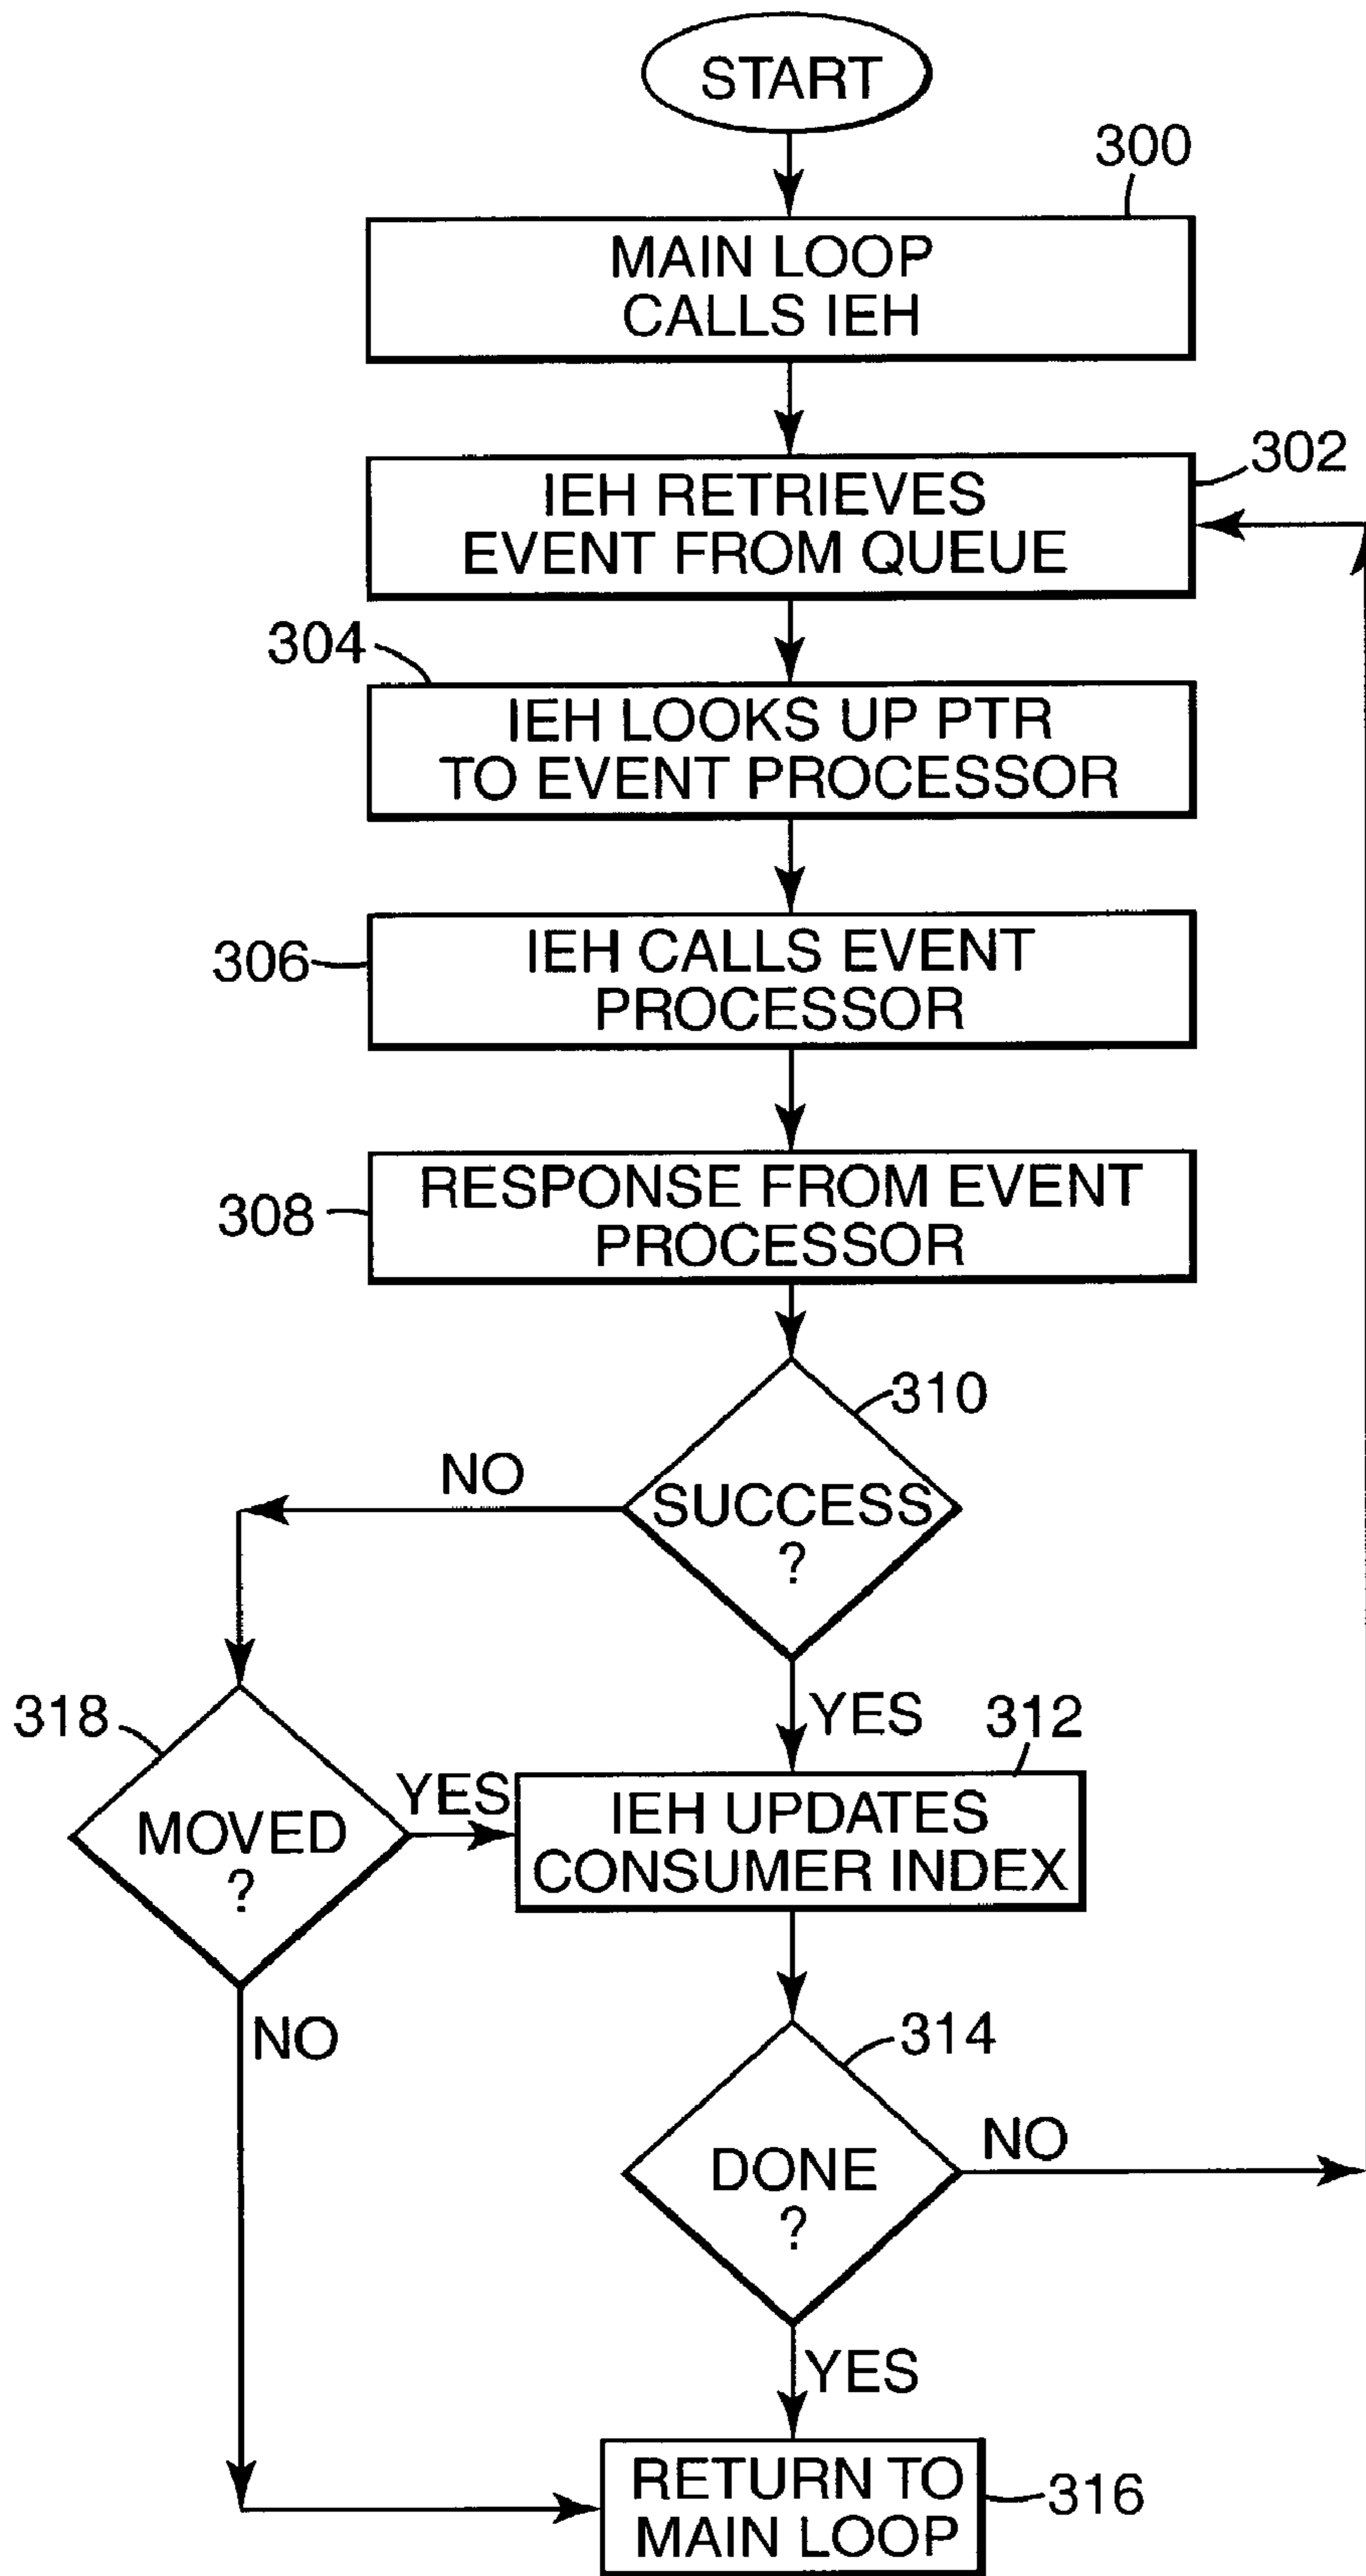 START
300
MAIN LOOP
CALLS IEH
302
IEH RETRIEVES
EVENT FROM QUEUE
304
IEH LOOKS UP PTR
TO EVENT PROCESSOR
306
IEH CALLS EVENT
PROCESSOR
308
RESPONSE FROM EVENT
PROCESSOR
310
SUCCESS
?
NO
YES
318
MOVED
?
YES
312
IEH UPDATES
CONSUMER INDEX
NO
314
DONE
?
NO
YES
RETURN TO
MAIN LOOP
316